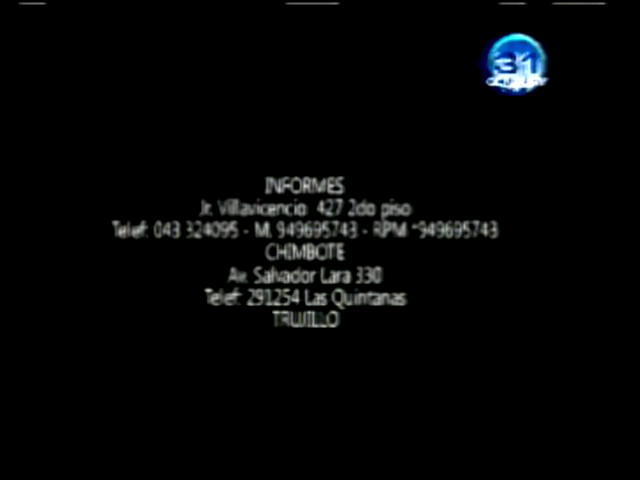 31
INFORMES
Jr. Villavicencio 427 2do piso
Telef: 043 324095 - M. 949695743 - RPM *949695743
CHIMBOTE
Av. Salvador Lara 330
Telef: 291254 Las Quintanas
TRUJILLO